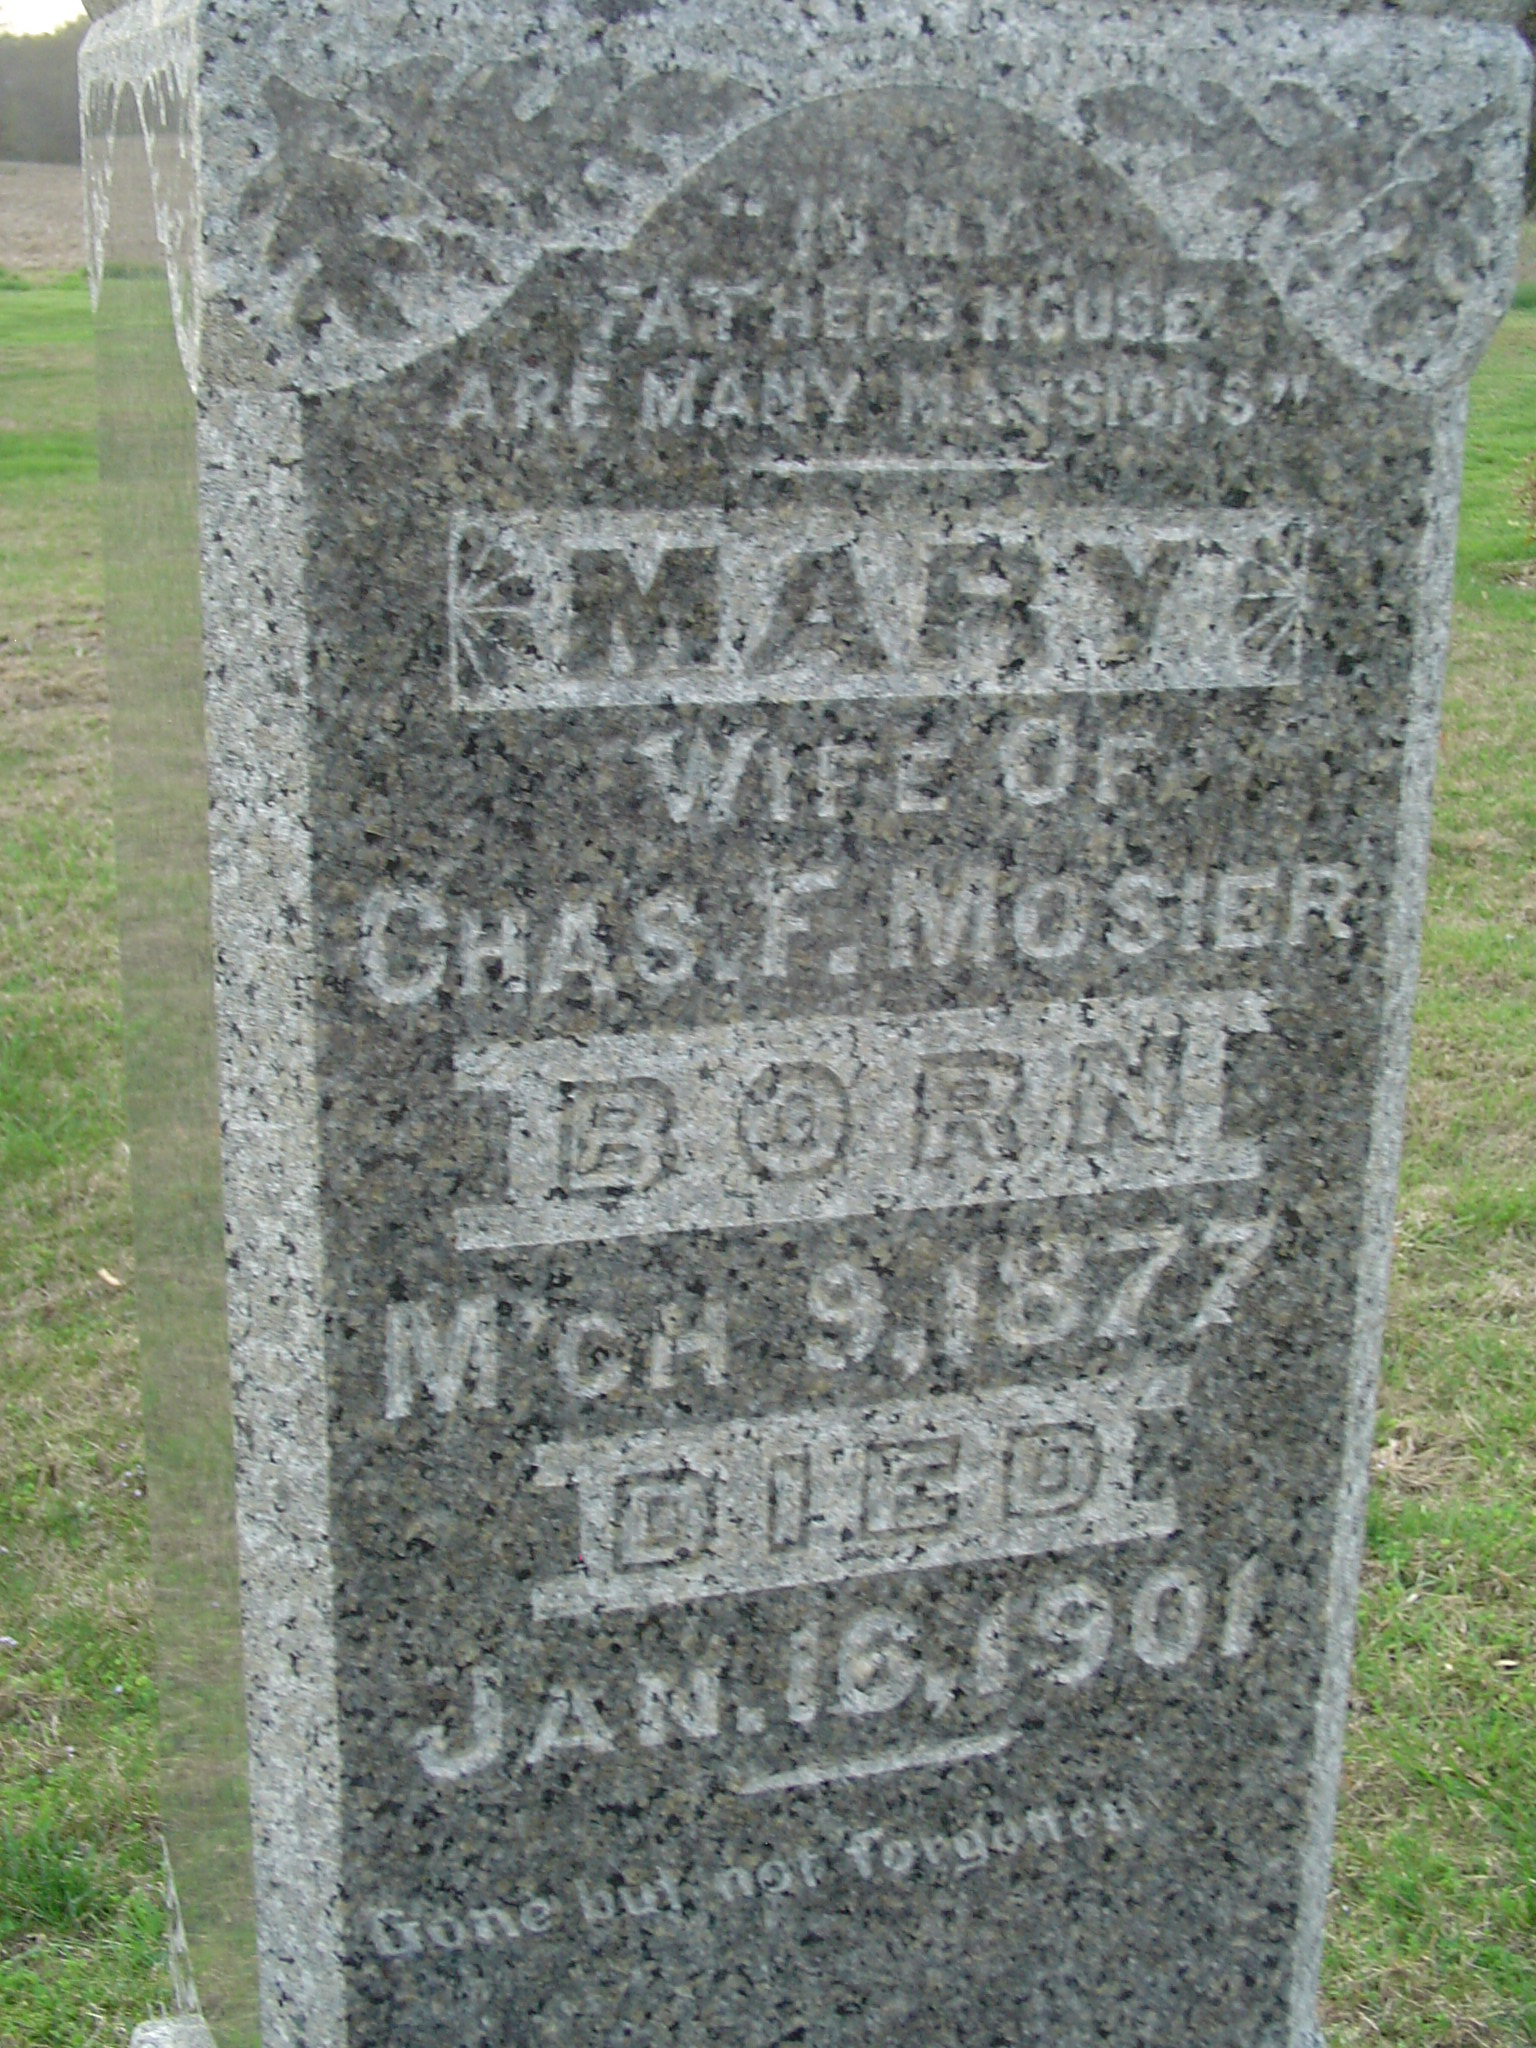 "IN MY
FATHERS HOUSE
ARE MANY MANSIONS"
MARY
WIFE OF
CHAS. F. MOSIER
BORN
M'CH 9, 1877
DIED
JAN. 16, 1901
Gone but not forgotten